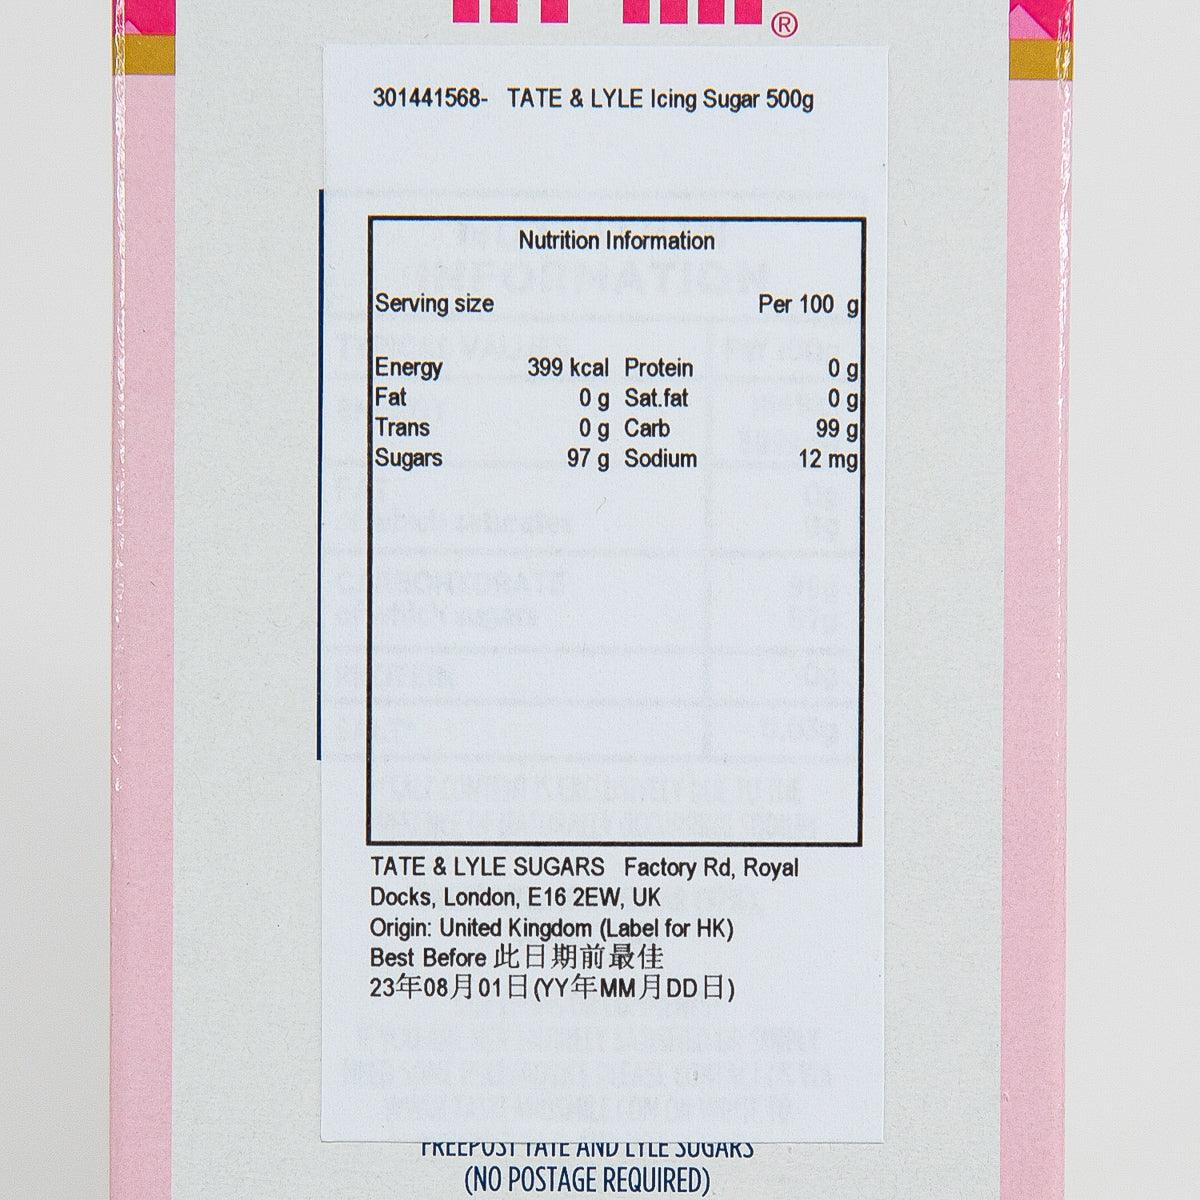 ®
301441568- TATE & LYLE Icing Sugar 500g
Nutrition Information
Serving size Per 100 g
Energy 399 kcal Protein 0 g
Fat 0 g Sat.fat 0 g
Trans 0 g Carb 99 g
Sugars 97 g Sodium 12 mg
TATE & LYLE SUGARS Factory Rd, Royal
Docks, London, E16 2EW, UK
Origin: United Kingdom (Label for HK)
Best Before 此日期前最佳
23年08月01日(YY年MM月DD日)
FREEPOST TATE AND LYLE SUGARS
(NO POSTAGE REQUIRED)